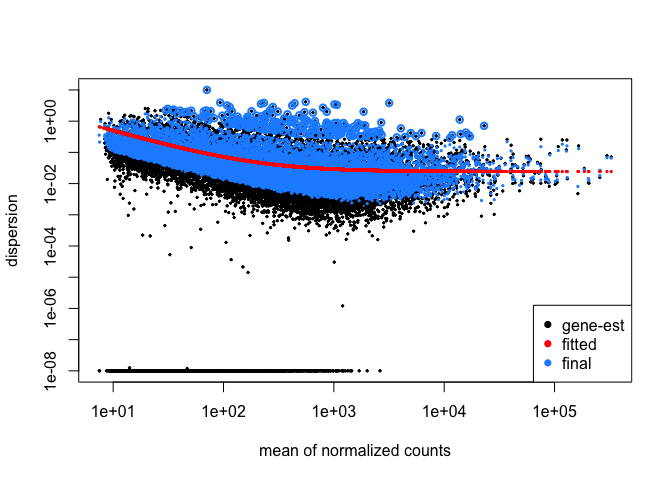 dispersion
1e+00
1e-02
1e-04
1e-06
1e-08
gene-est
fitted
final
1e+01 1e+02 1e+03 1e+04 1e+05
mean of normalized counts